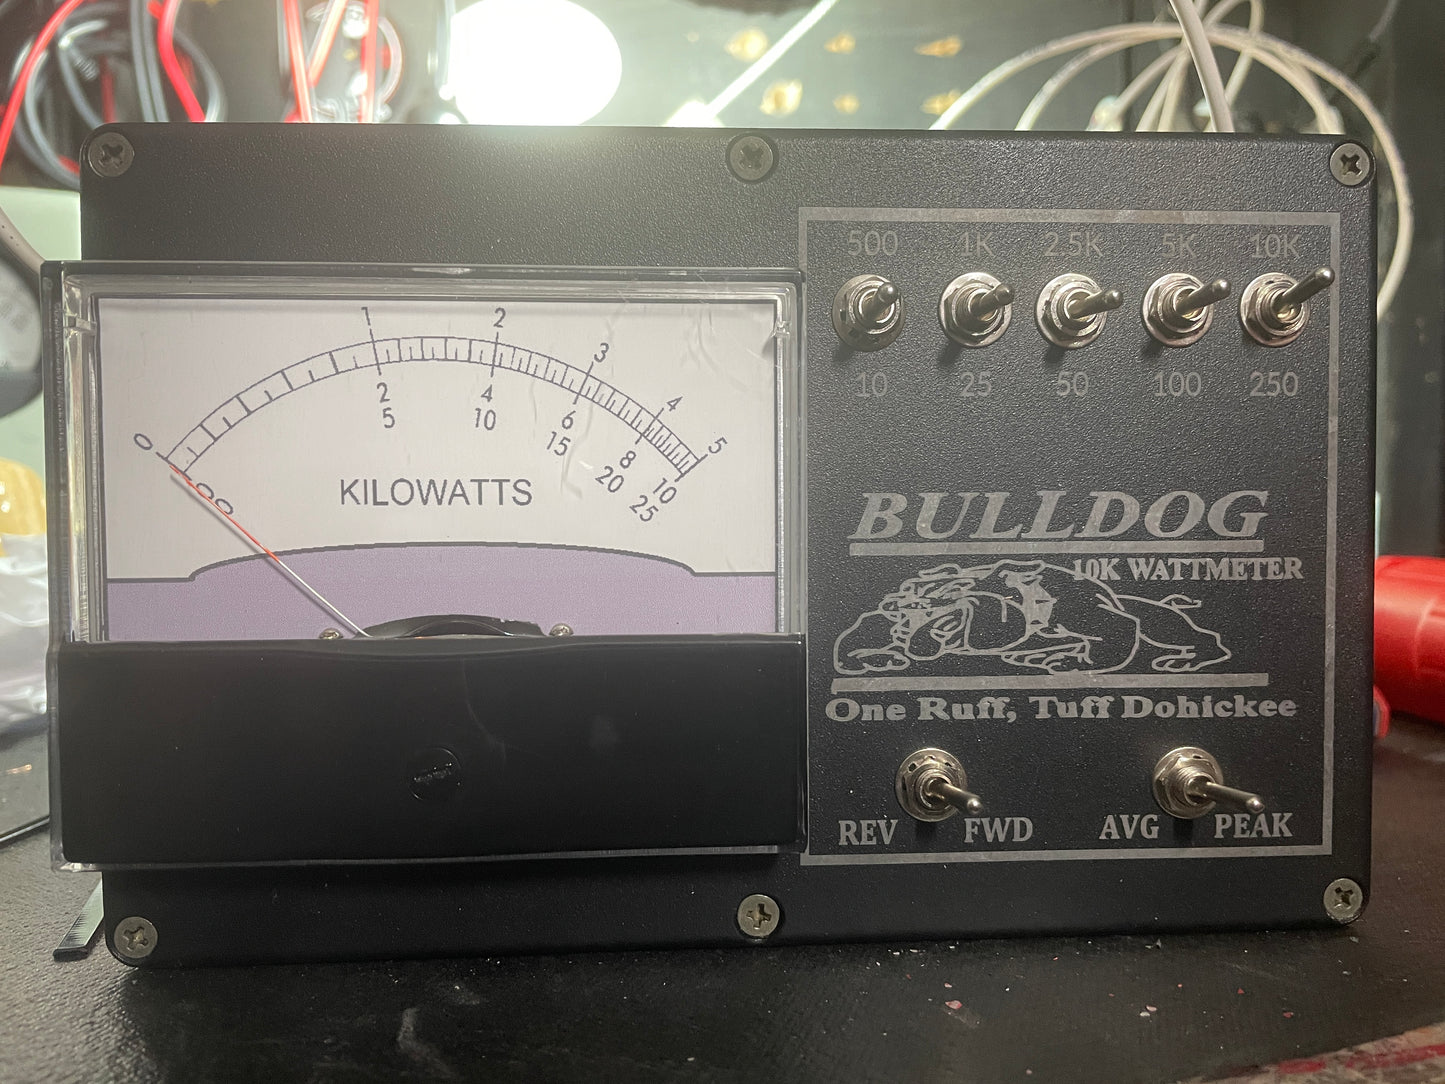 500 1K 2.5K 5K 10K
10 25 50 100 250
0 1 2 3 4 5
0 2 4 6 8 10
0 5 10 15 20 25
KILOWATTS
BULLDOG
10K WATTMETER
One Ruff, Tuff Dohickee
REV FWD AVG PEAK